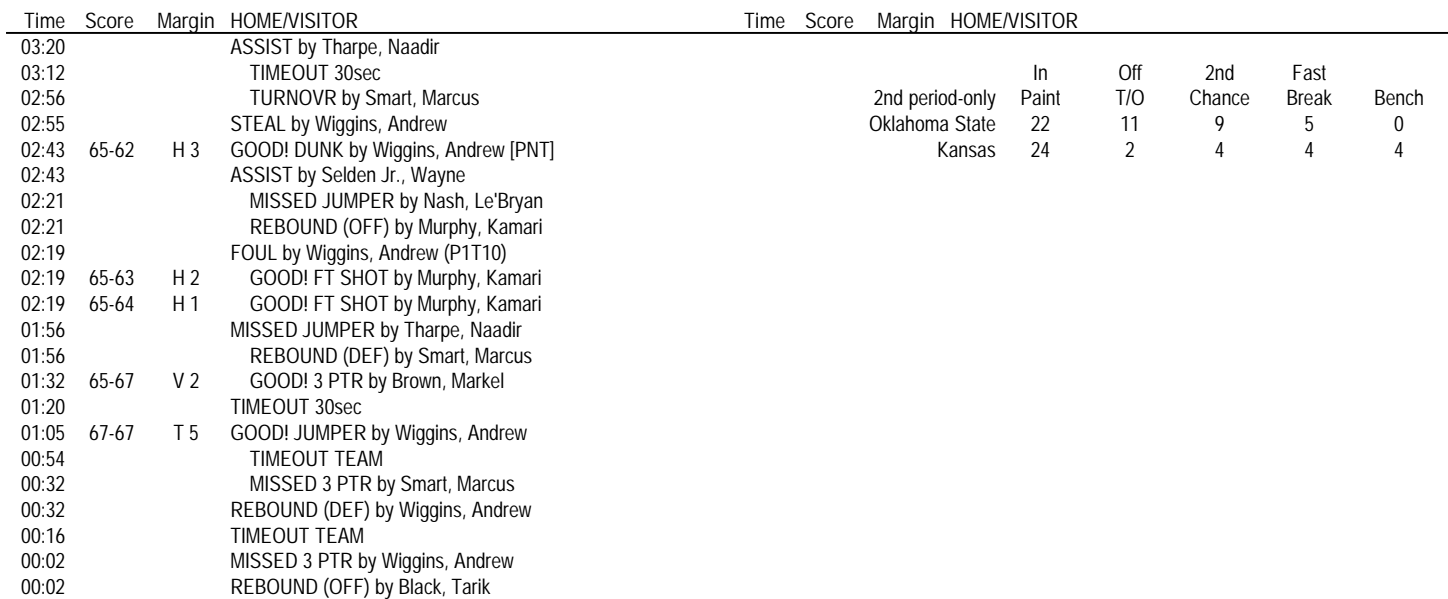 Time Score Margin HOME/VISITOR
03:20 ASSIST by Tharpe, Naadir
03:12 TIMEOUT 30sec
02:56 TURNOVR by Smart, Marcus
02:55 STEAL by Wiggins, Andrew
02:43 65-62 H 3 GOOD! DUNK by Wiggins, Andrew [PNT]
02:43 ASSIST by Selden Jr., Wayne
02:21 MISSED JUMPER by Nash, Le'Bryan
02:21 REBOUND (OFF) by Murphy, Kamari
02:19 FOUL by Wiggins, Andrew (P1T10)
02:19 65-63 H 2 GOOD! FT SHOT by Murphy, Kamari
02:19 65-64 H 1 GOOD! FT SHOT by Murphy, Kamari
01:56 MISSED JUMPER by Tharpe, Naadir
01:56 REBOUND (DEF) by Smart, Marcus
01:32 65-67 V 2 GOOD! 3 PTR by Brown, Markel
01:20 TIMEOUT 30sec
01:05 67-67 T 5 GOOD! JUMPER by Wiggins, Andrew
00:54 TIMEOUT TEAM
00:32 MISSED 3 PTR by Smart, Marcus
00:32 REBOUND (DEF) by Wiggins, Andrew
00:16 TIMEOUT TEAM
00:02 MISSED 3 PTR by Wiggins, Andrew
00:02 REBOUND (OFF) by Black, Tarik
Time Score Margin HOME/VISITOR
In Off 2nd Fast
2nd period-only Paint T/O Chance Break Bench
Oklahoma State 22 11 9 5 0
Kansas 24 2 4 4 4